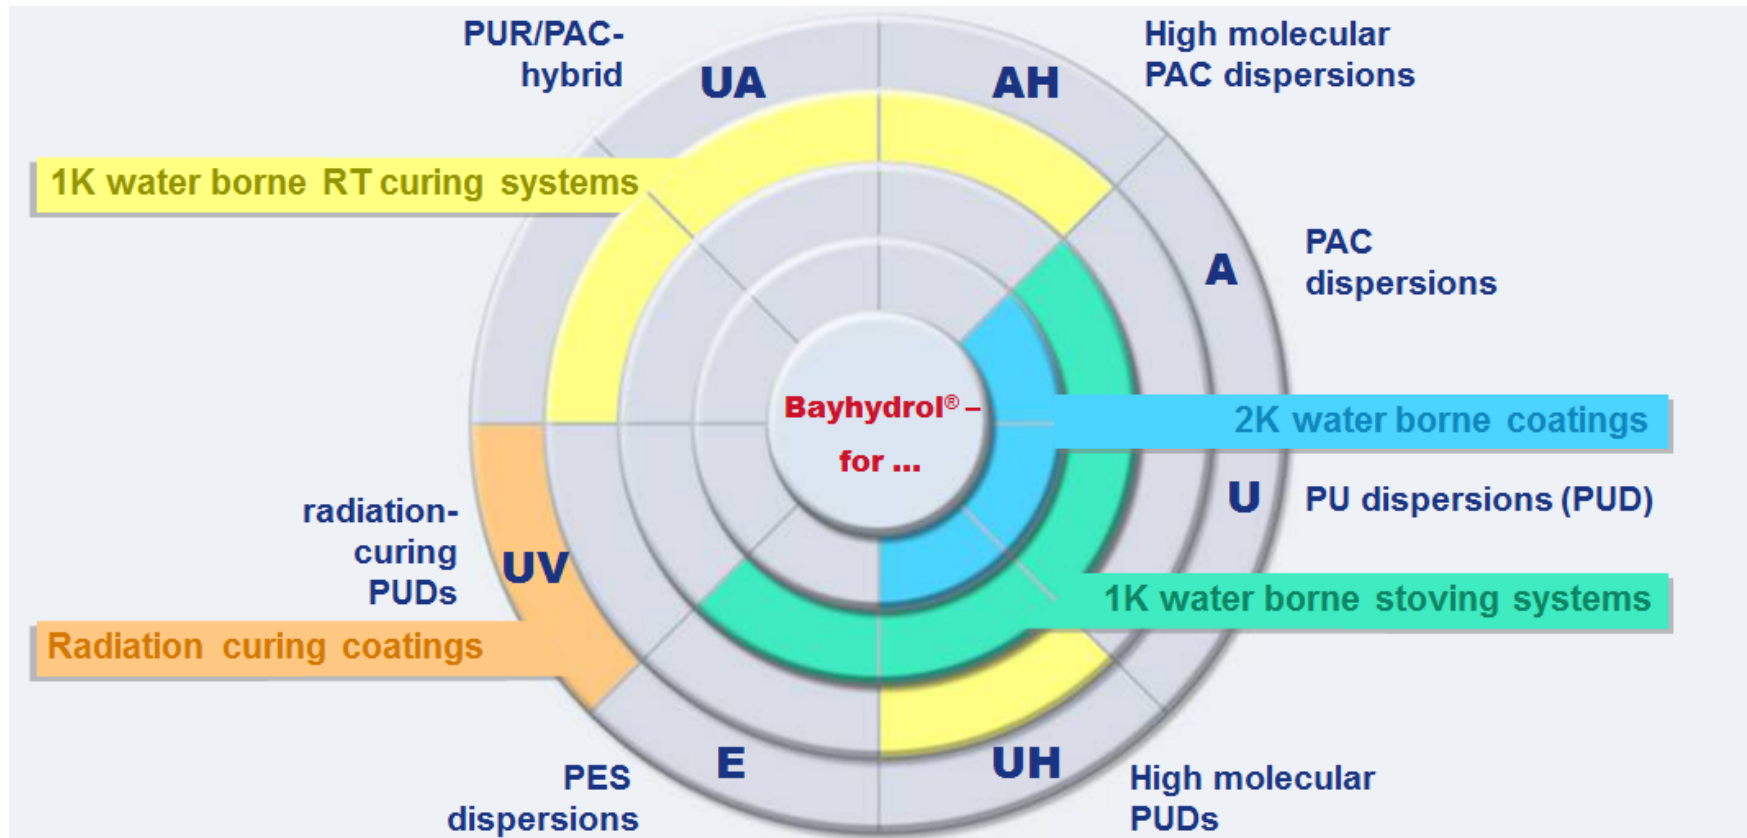 PUR/PAC-
hybrid
UA
AH
High molecular
PAC dispersions
1K water borne RT curing systems
A
PAC
dispersions
Bayhydrol® –
for ...
2K water borne coatings
U
PU dispersions (PUD)
radiation-
curing
PUDs
UV
1K water borne stoving systems
Radiation curing coatings
E
PES
dispersions
UH
High molecular
PUDs